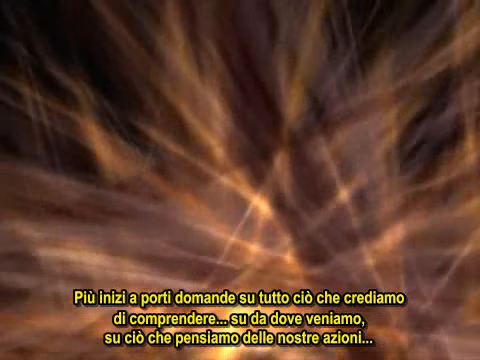 Più inizi a porti domande su tutto ciò che crediamo
di comprendere... su da dove veniamo,
su ciò che pensiamo delle nostre azioni...